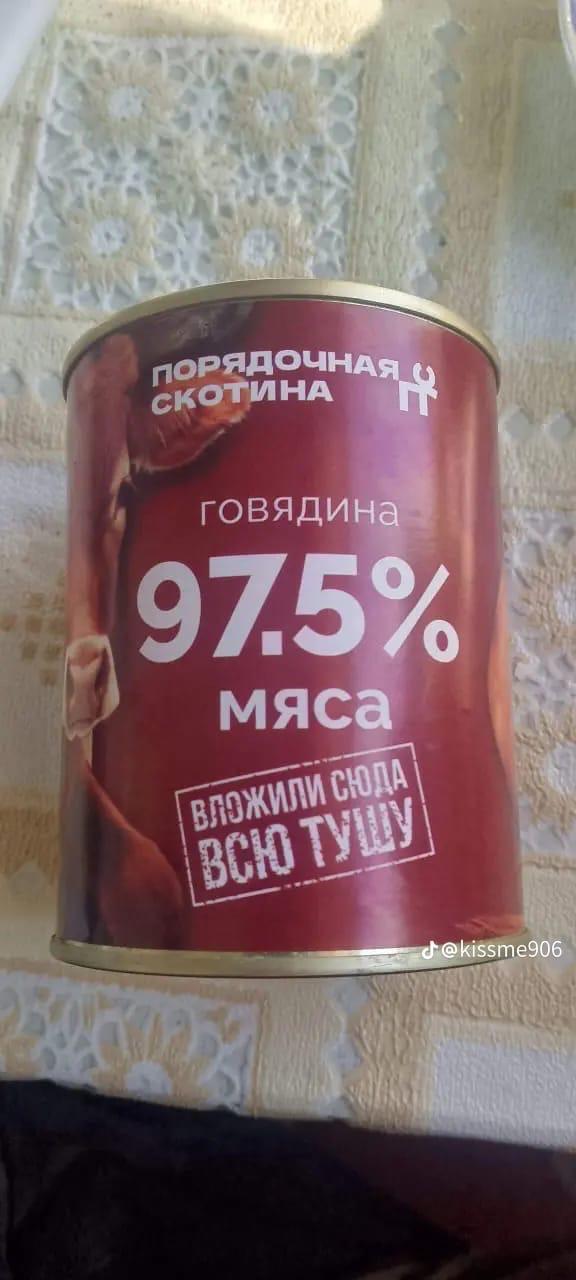 ПОРЯДОЧНАЯ
СКОТИНА
говядина
97.5%
мяса
ВЛОЖИЛИ СЮДА
ВСЮ ТУШУ
@kissme906